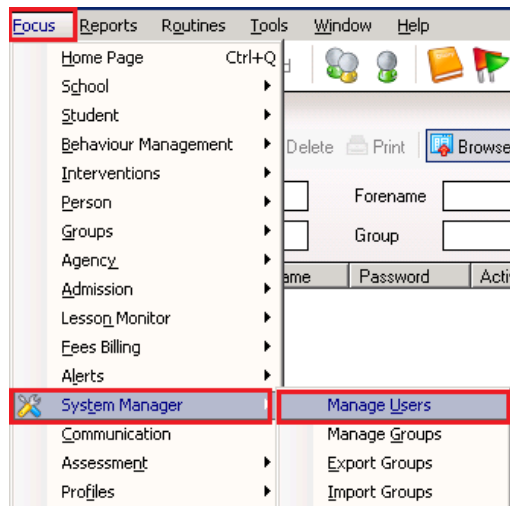 Focus Reports Routines Tools Window Help
Home Page Ctrl+Q
School
Student
Behaviour Management Delete Print Browse
Interventions
Person Forename
Groups Group
Agency
Admission ame Password Acti
Lesson Monitor
Fees Billing
Alerts
System Manager Manage Users
Communication Manage Groups
Assessment Export Groups
Profiles Import Groups